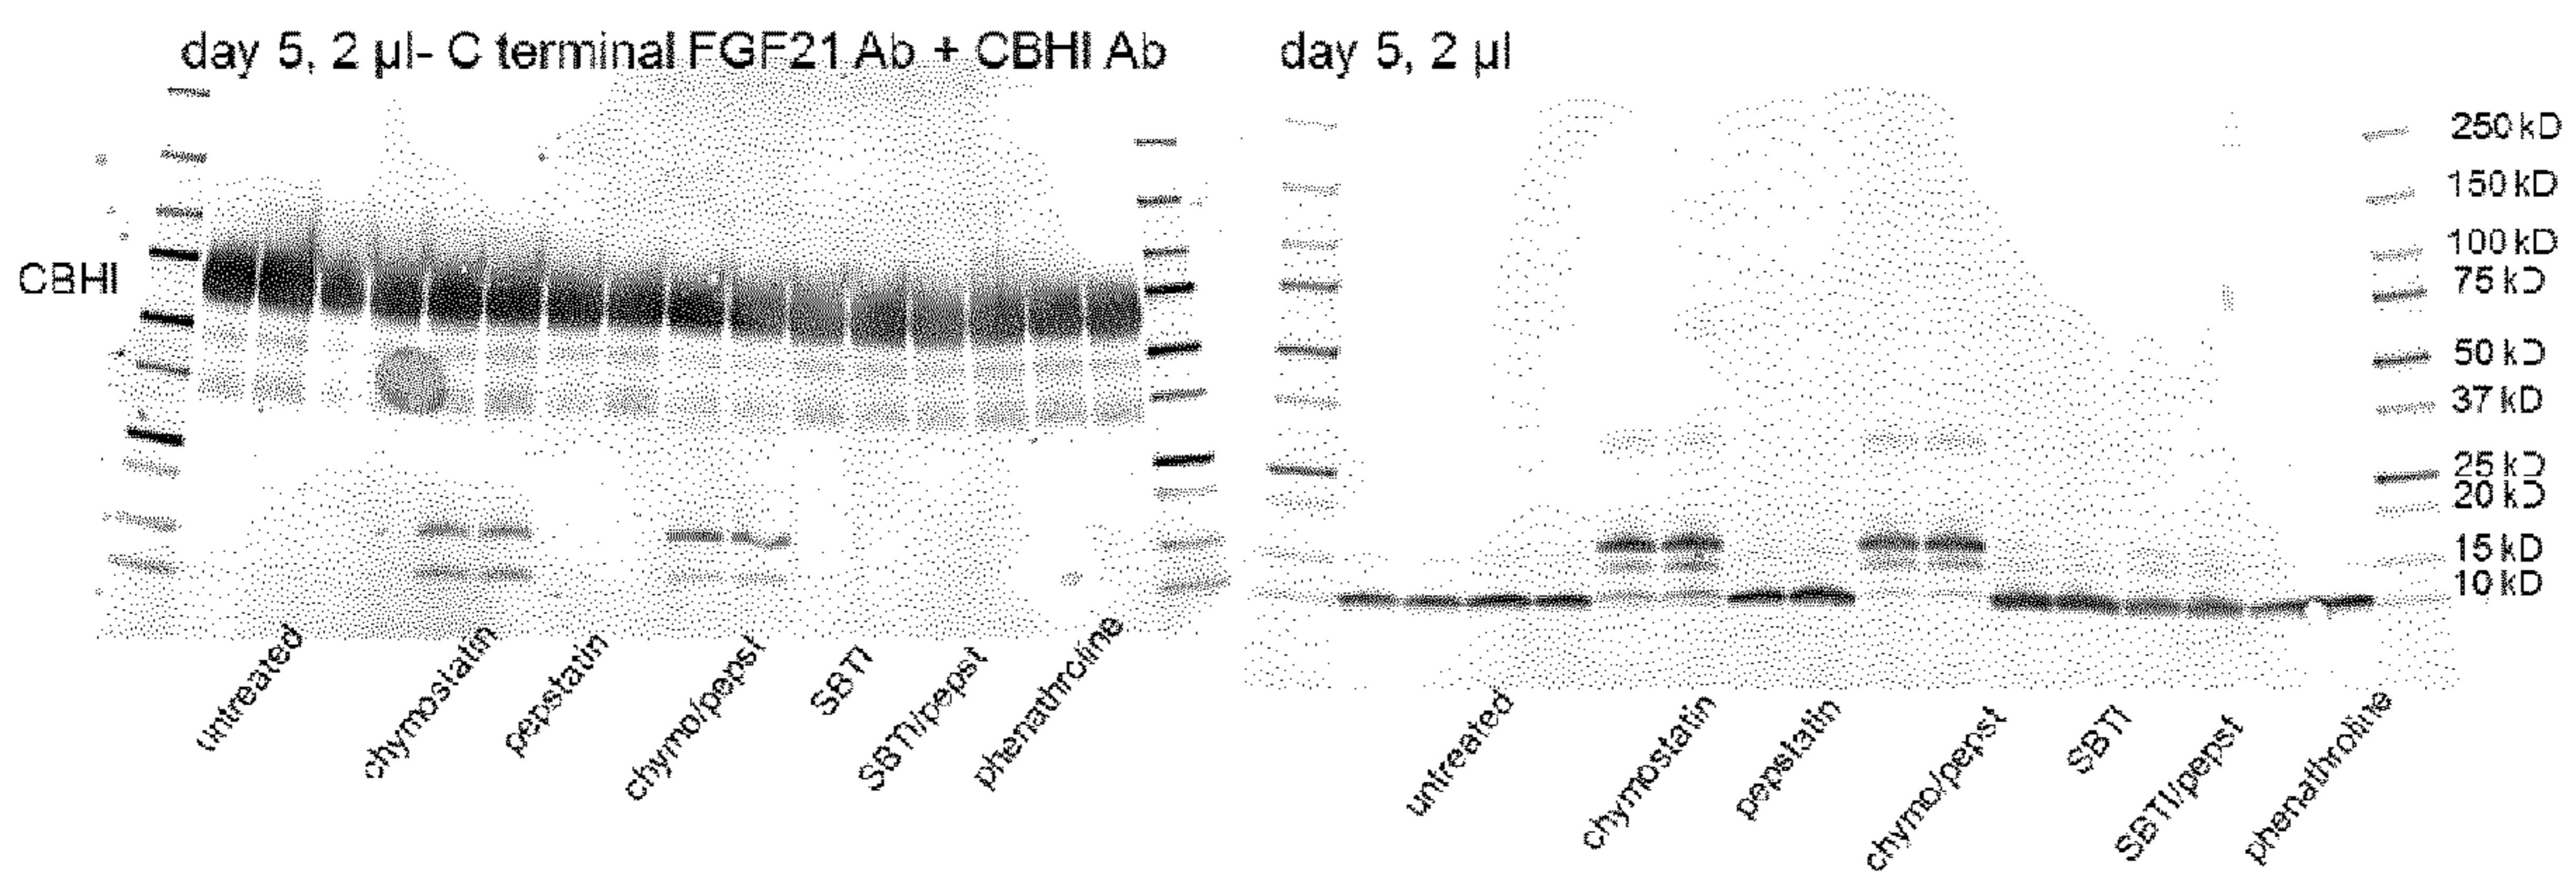 day 5, 2 µl- C terminal FGF21 Ab + CBHI Ab
CBHI
untreated
chymostatin
pepstatin
chymo/pepst
SBTI
SBTI/pepst
phenathroline
day 5, 2 µl
250 kD
150 kD
100 kD
75 kD
50 kD
37 kD
25 kD
20 kD
15 kD
10 kD
untreated
chymostatin
pepstatin
chymo/pepst
SBTI
SBTI/pepst
phenathroline